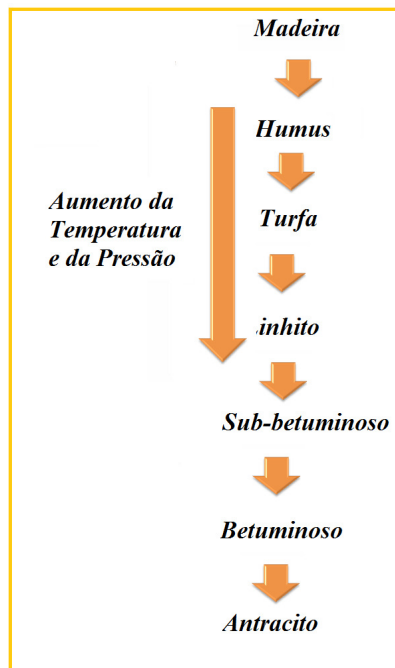 Madeira
Humus
Aumento da
Temperatura
e da Pressão
Turfa
inhito
Sub-betuminoso
Betuminoso
Antracito